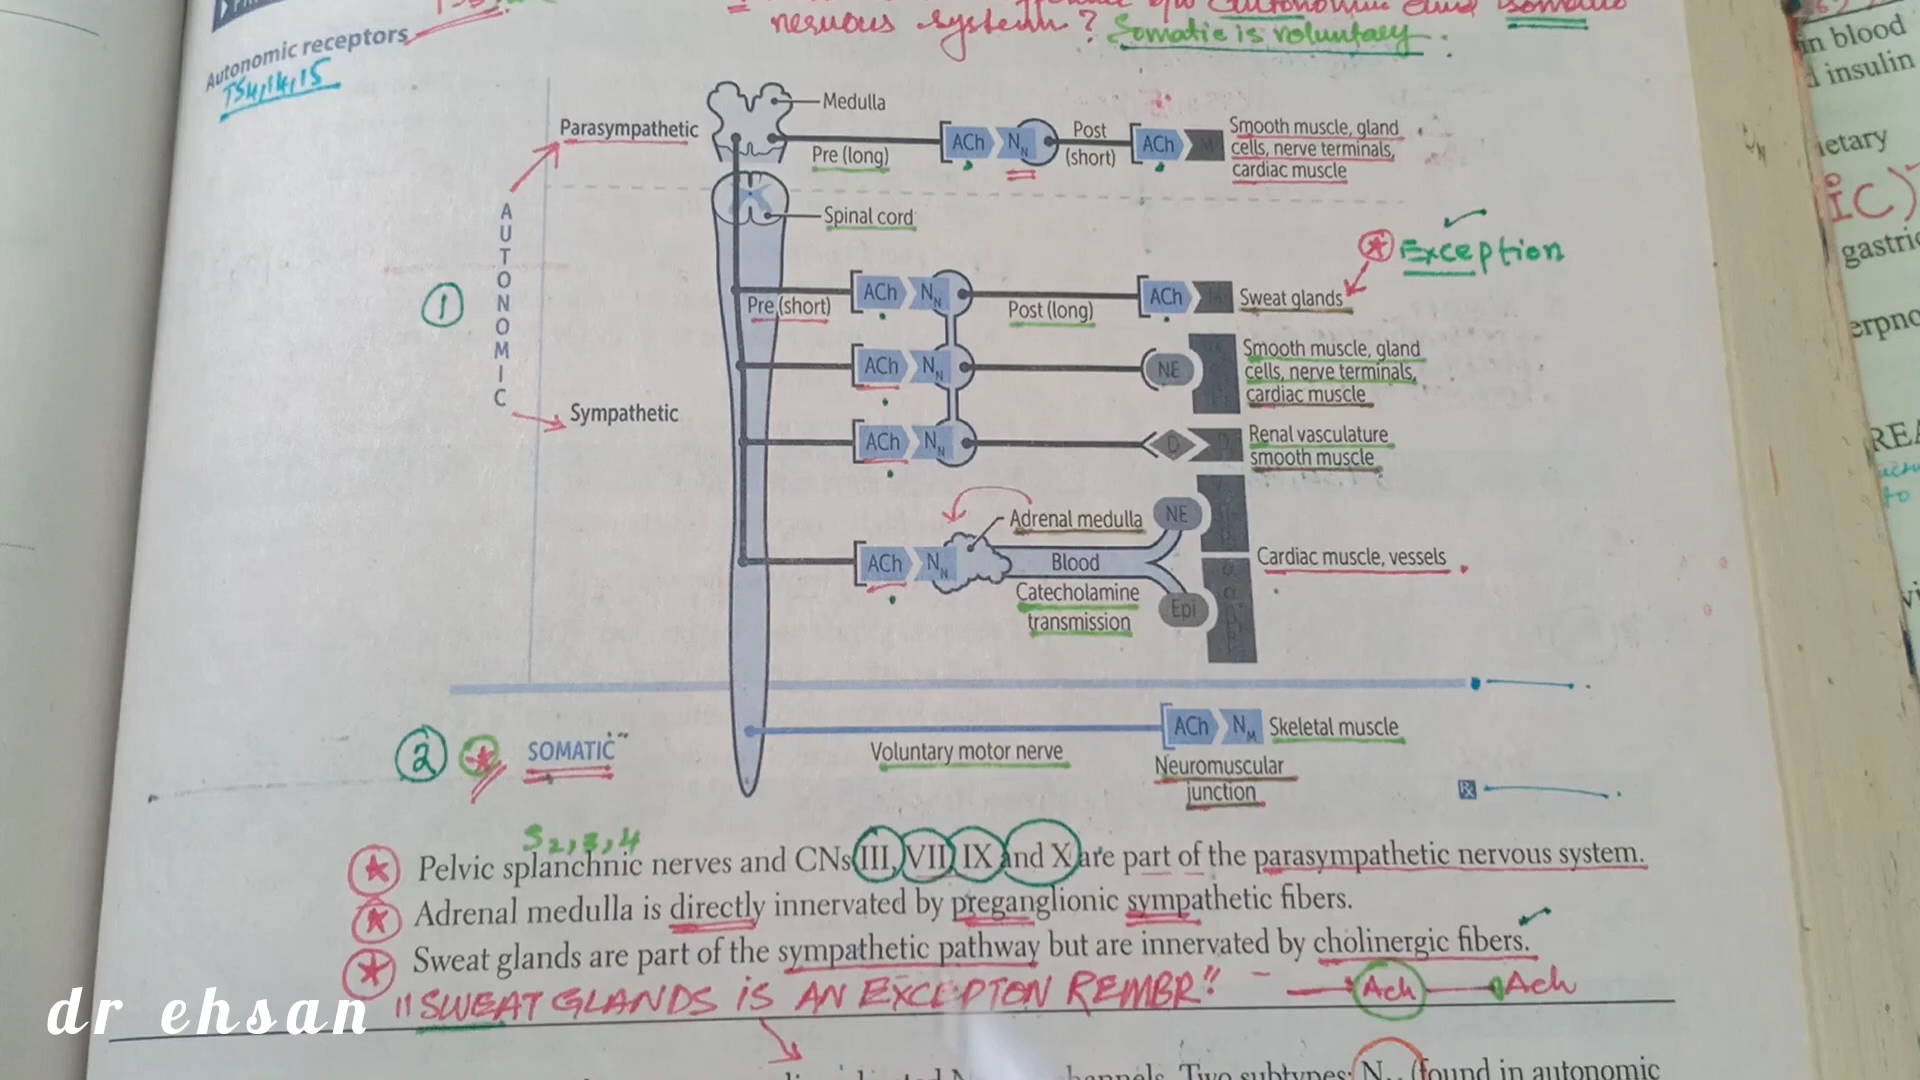 nervous system? Somatic is voluntary.
Autonomic receptors
in blood
insulin
Medulla
Parasympathetic
Pre (long)
ACh NN
Post
(short)
ACh
Smooth muscle, gland
cells, nerve terminals,
cardiac muscle
Spinal cord
Exception
gastric
AUTONOMIC
1
Pre (short)
ACh NN
Post (long)
ACh
Sweat glands
ACh NN
NE
Smooth muscle, gland
cells, nerve terminals,
cardiac muscle
Sympathetic
ACh NN
D
Renal vasculature
smooth muscle
Adrenal medulla
NE
ACh NN
Blood
Cardiac muscle, vessels
Catecholamine
transmission
Epi
2
SOMATIC
Voluntary motor nerve
ACh NM
Skeletal muscle
Neuromuscular
junction
S2,3,4
Pelvic splanchnic nerves and CNs III, VII, IX and X are part of the parasympathetic nervous system.
Adrenal medulla is directly innervated by preganglionic sympathetic fibers.
Sweat glands are part of the sympathetic pathway but are innervated by cholinergic fibers.
"SWEAT GLANDS is AN EXCEPTON REMBR" Ach Ach
dr ehsan
Two subtypes: (found in autonomic